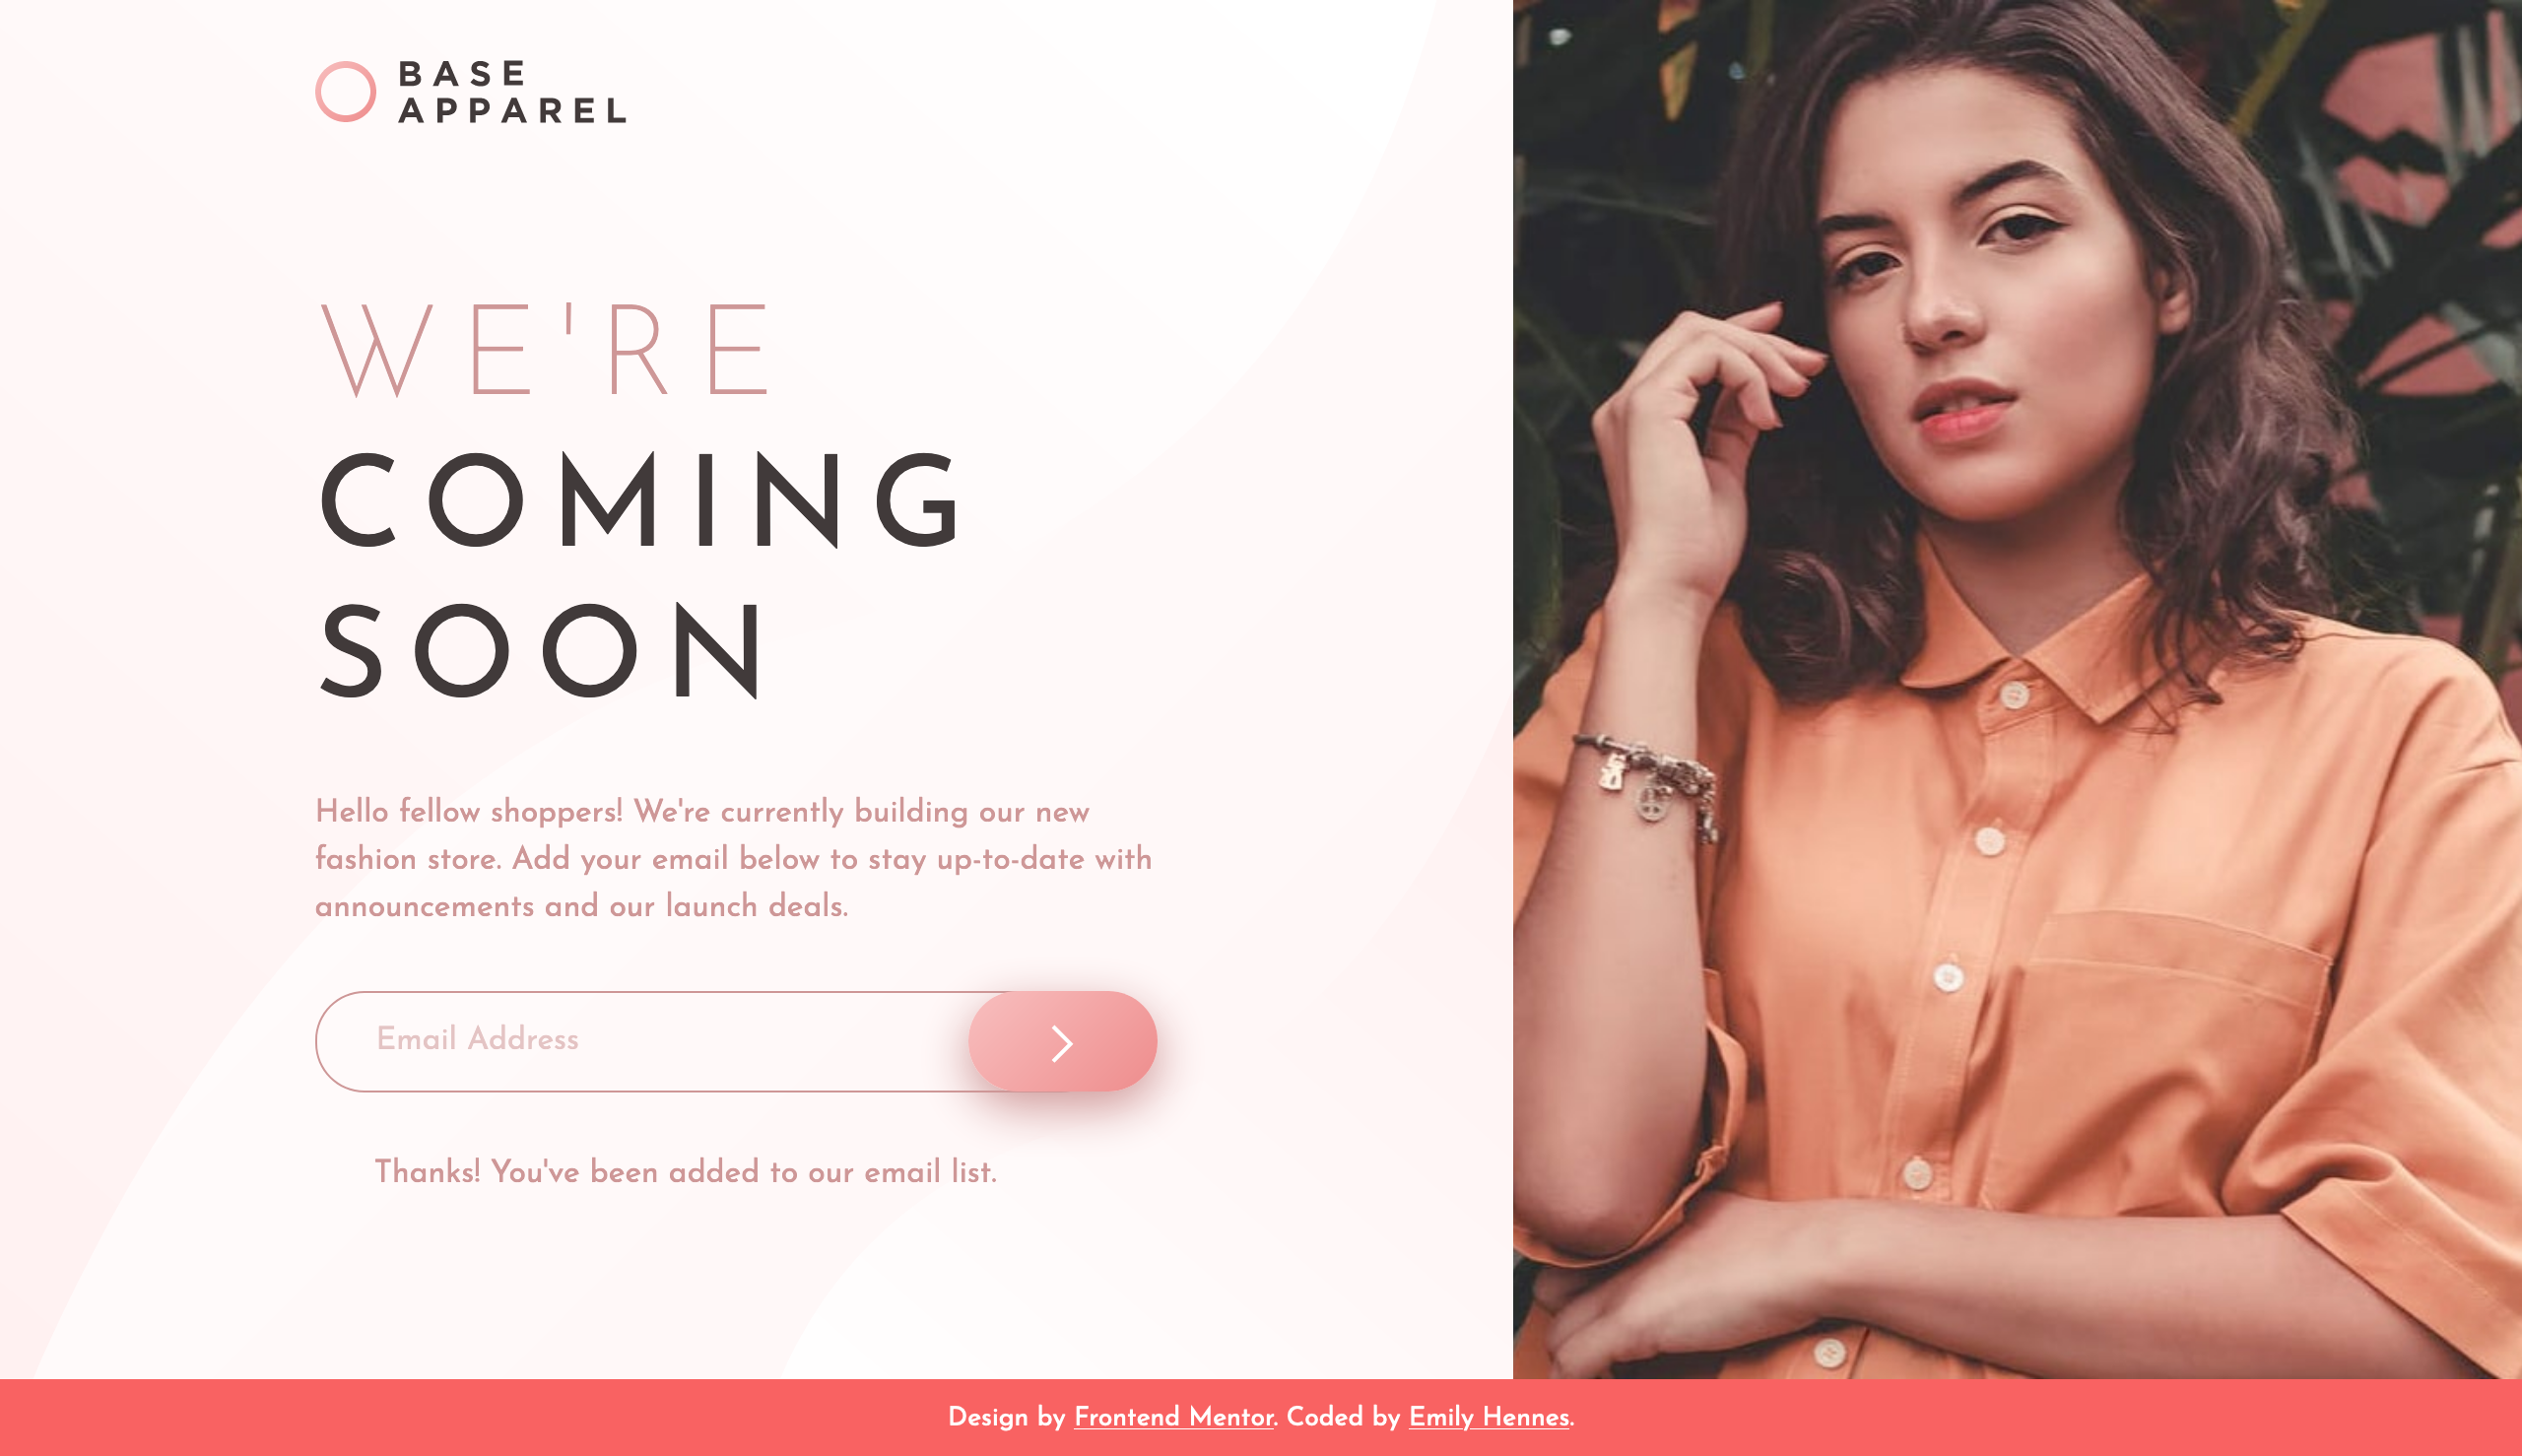 BASE
APPAREL
WE'RE
COMING
SOON
Hello fellow shoppers! We're currently building our new
fashion store. Add your email below to stay up-to-date with
announcements and our launch deals.
Email Address
Thanks! You've been added to our email list.
Design by Frontend Mentor. Coded by Emily Hennes.